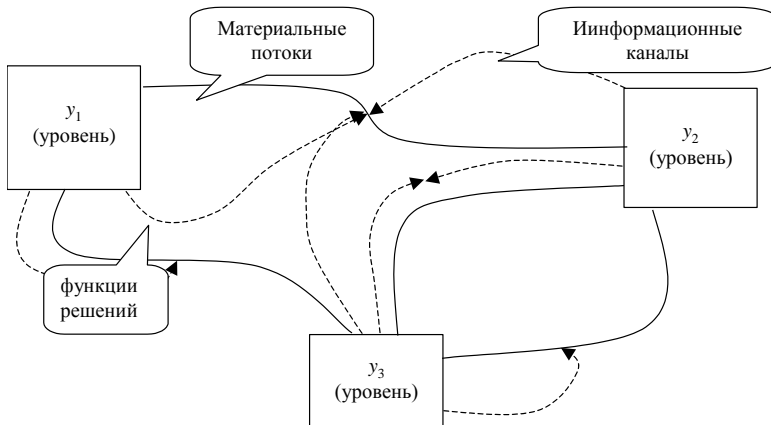 Материальные
потоки
Иинформационные
каналы
y1
(уровень)
y2
(уровень)
функции
решений
y3
(уровень)